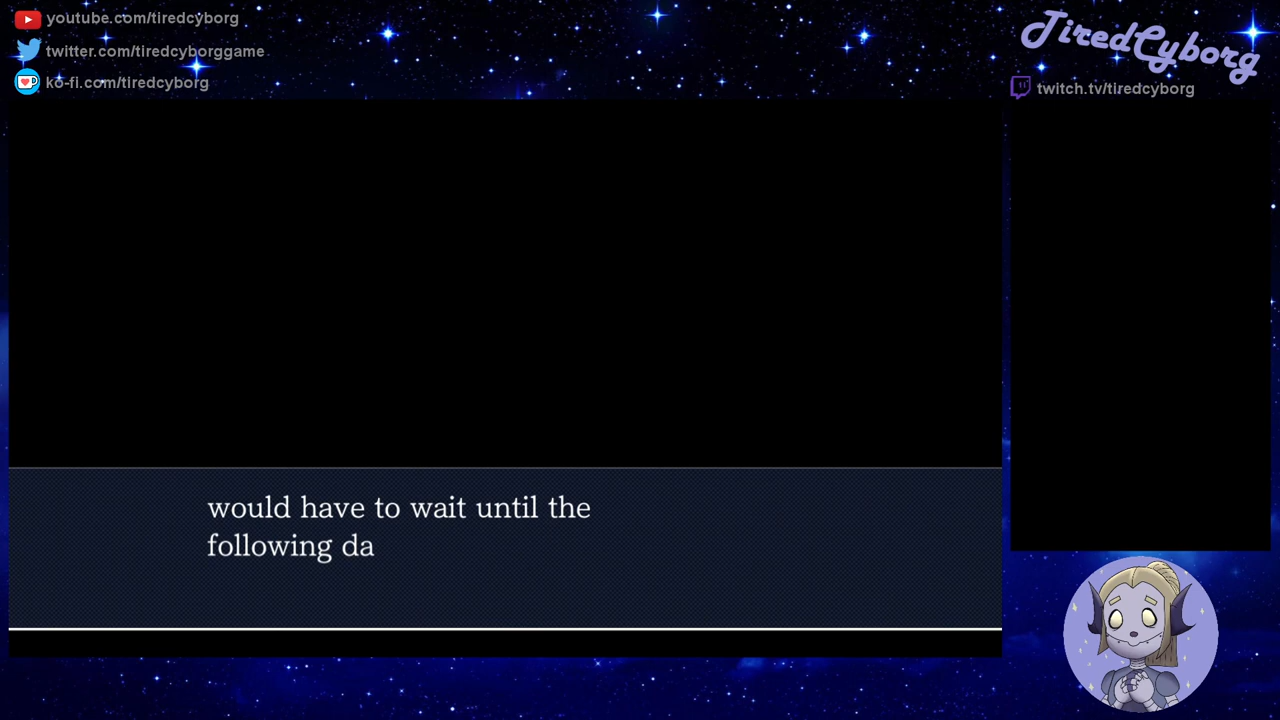 youtube.com/tiredcyborg
twitter.com/tiredcyborggame
ko-fi.com/tiredcyborg
TiredCyborg
twitch.tv/tiredcyborg
would have to wait until the
following da